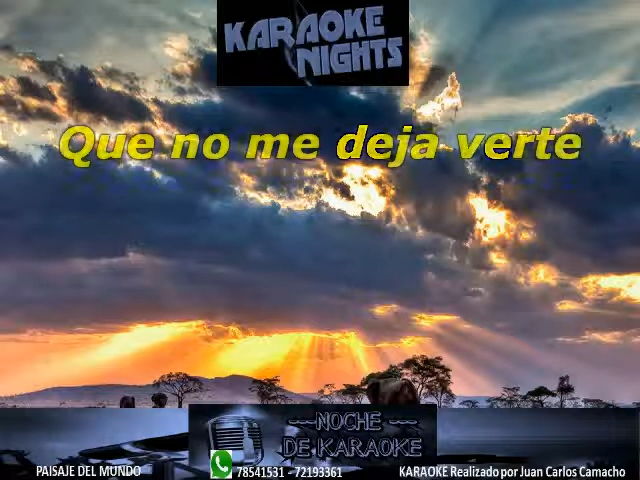 KARAOKE
NIGHTS
Que no me deja verte
---NOCHE---
DE KARAOKE
PAISAJE DEL MUNDO
78541531 - 72193361
KARAOKE Realizado por Juan Carlos Camacho